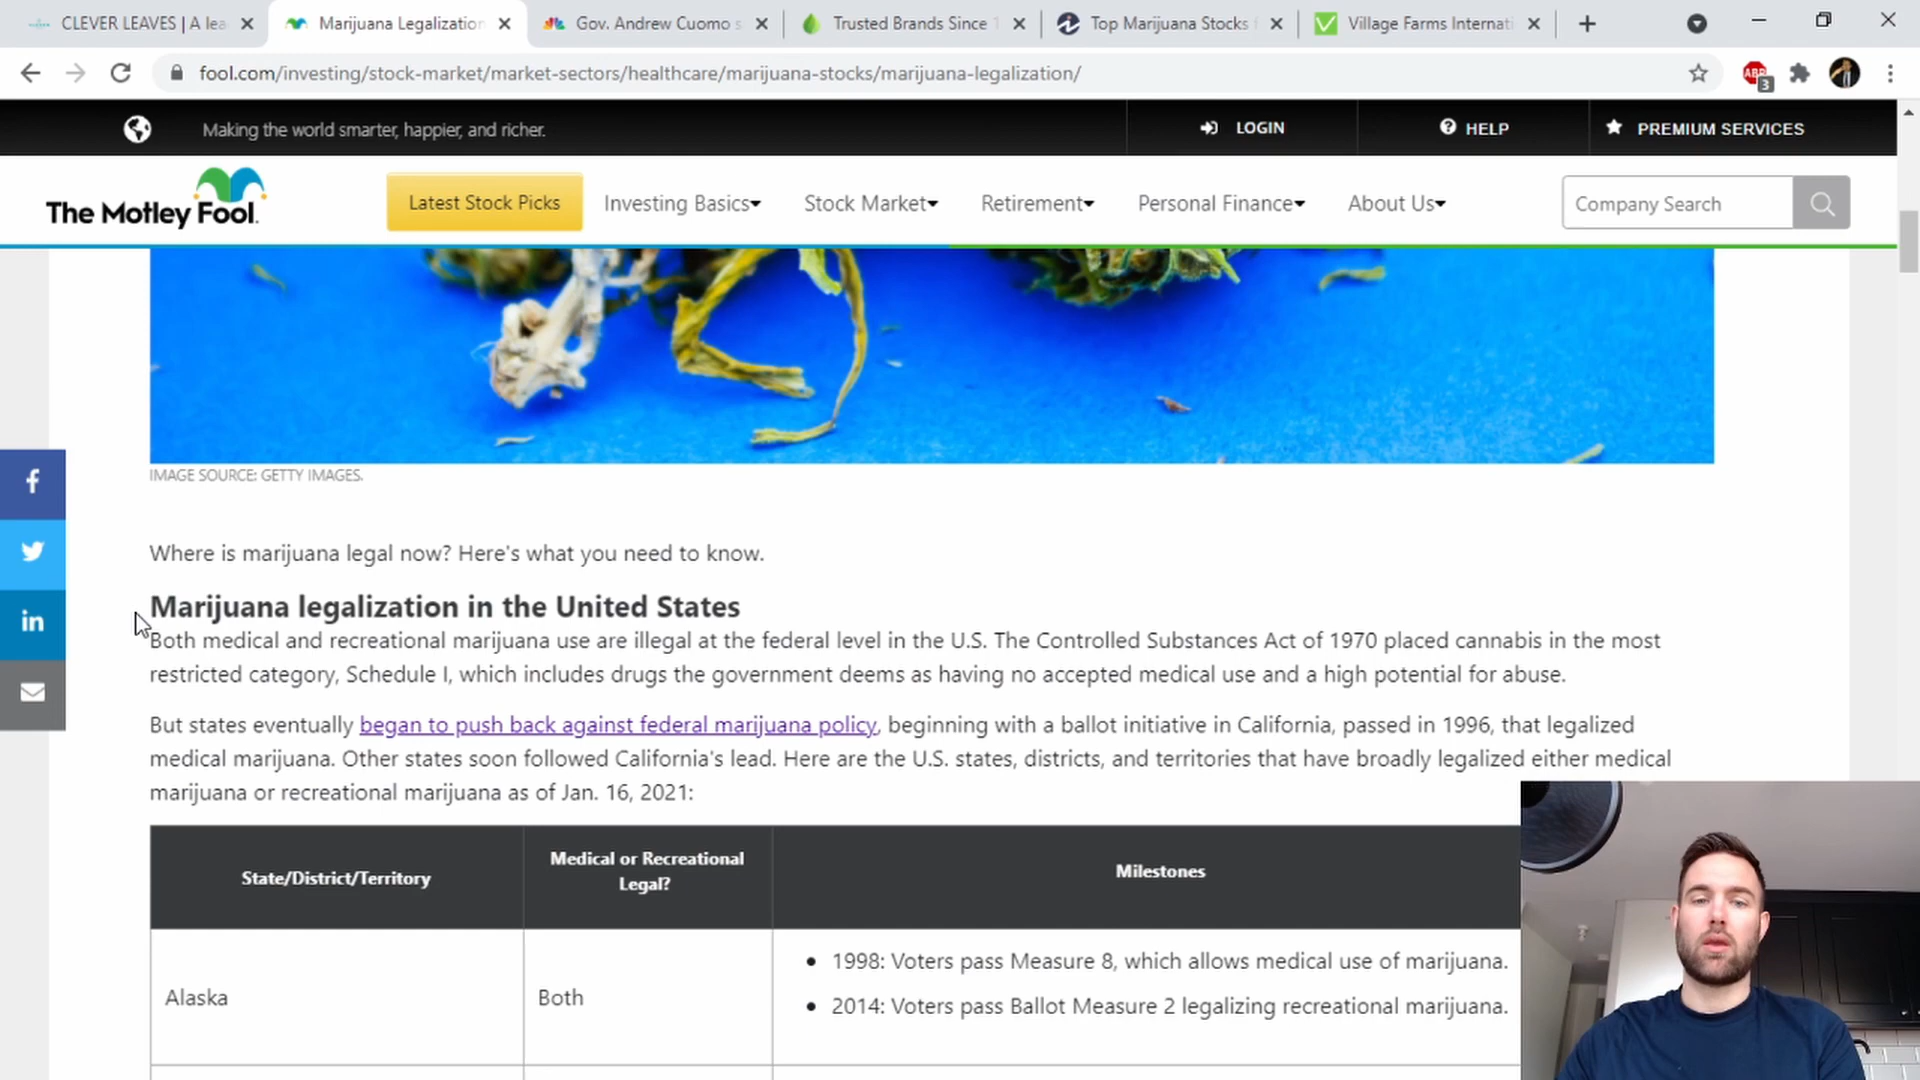 CLEVER LEAVES | A lea
Marijuana Legalization
Gov. Andrew Cuomo s
Trusted Brands Since 1
Top Marijuana Stocks f
Village Farms Internati
fool.com/investing/stock-market/market-sectors/healthcare/marijuana-stocks/marijuana-legalization/
ABP
3
Making the world smarter, happier, and richer.
LOGIN
HELP
PREMIUM SERVICES
The Motley Fool.
Latest Stock Picks
Investing Basics
Stock Market
Retirement
Personal Finance
About Us
Company Search
IMAGE SOURCE: GETTY IMAGES.
f
in
Where is marijuana legal now? Here's what you need to know.
Marijuana legalization in the United States
Both medical and recreational marijuana use are illegal at the federal level in the U.S. The Controlled Substances Act of 1970 placed cannabis in the most
restricted category, Schedule I, which includes drugs the government deems as having no accepted medical use and a high potential for abuse.
But states eventually began to push back against federal marijuana policy, beginning with a ballot initiative in California, passed in 1996, that legalized
medical marijuana. Other states soon followed California's lead. Here are the U.S. states, districts, and territories that have broadly legalized either medical
marijuana or recreational marijuana as of Jan. 16, 2021:
State/District/Territory
Medical or Recreational
Legal?
Milestones
Alaska
Both
1998: Voters pass Measure 8, which allows medical use of marijuana.
2014: Voters pass Ballot Measure 2 legalizing recreational marijuana.